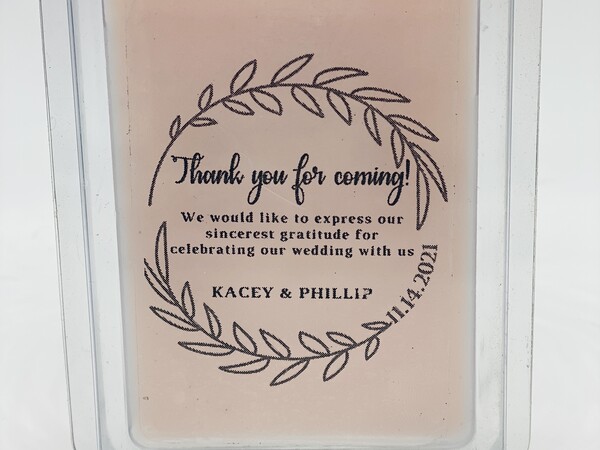 Thank you for coming!
We would like to express our
sincerest gratitude for
celebrating our wedding with us
KACEY & PHILLIP
11.14.2021